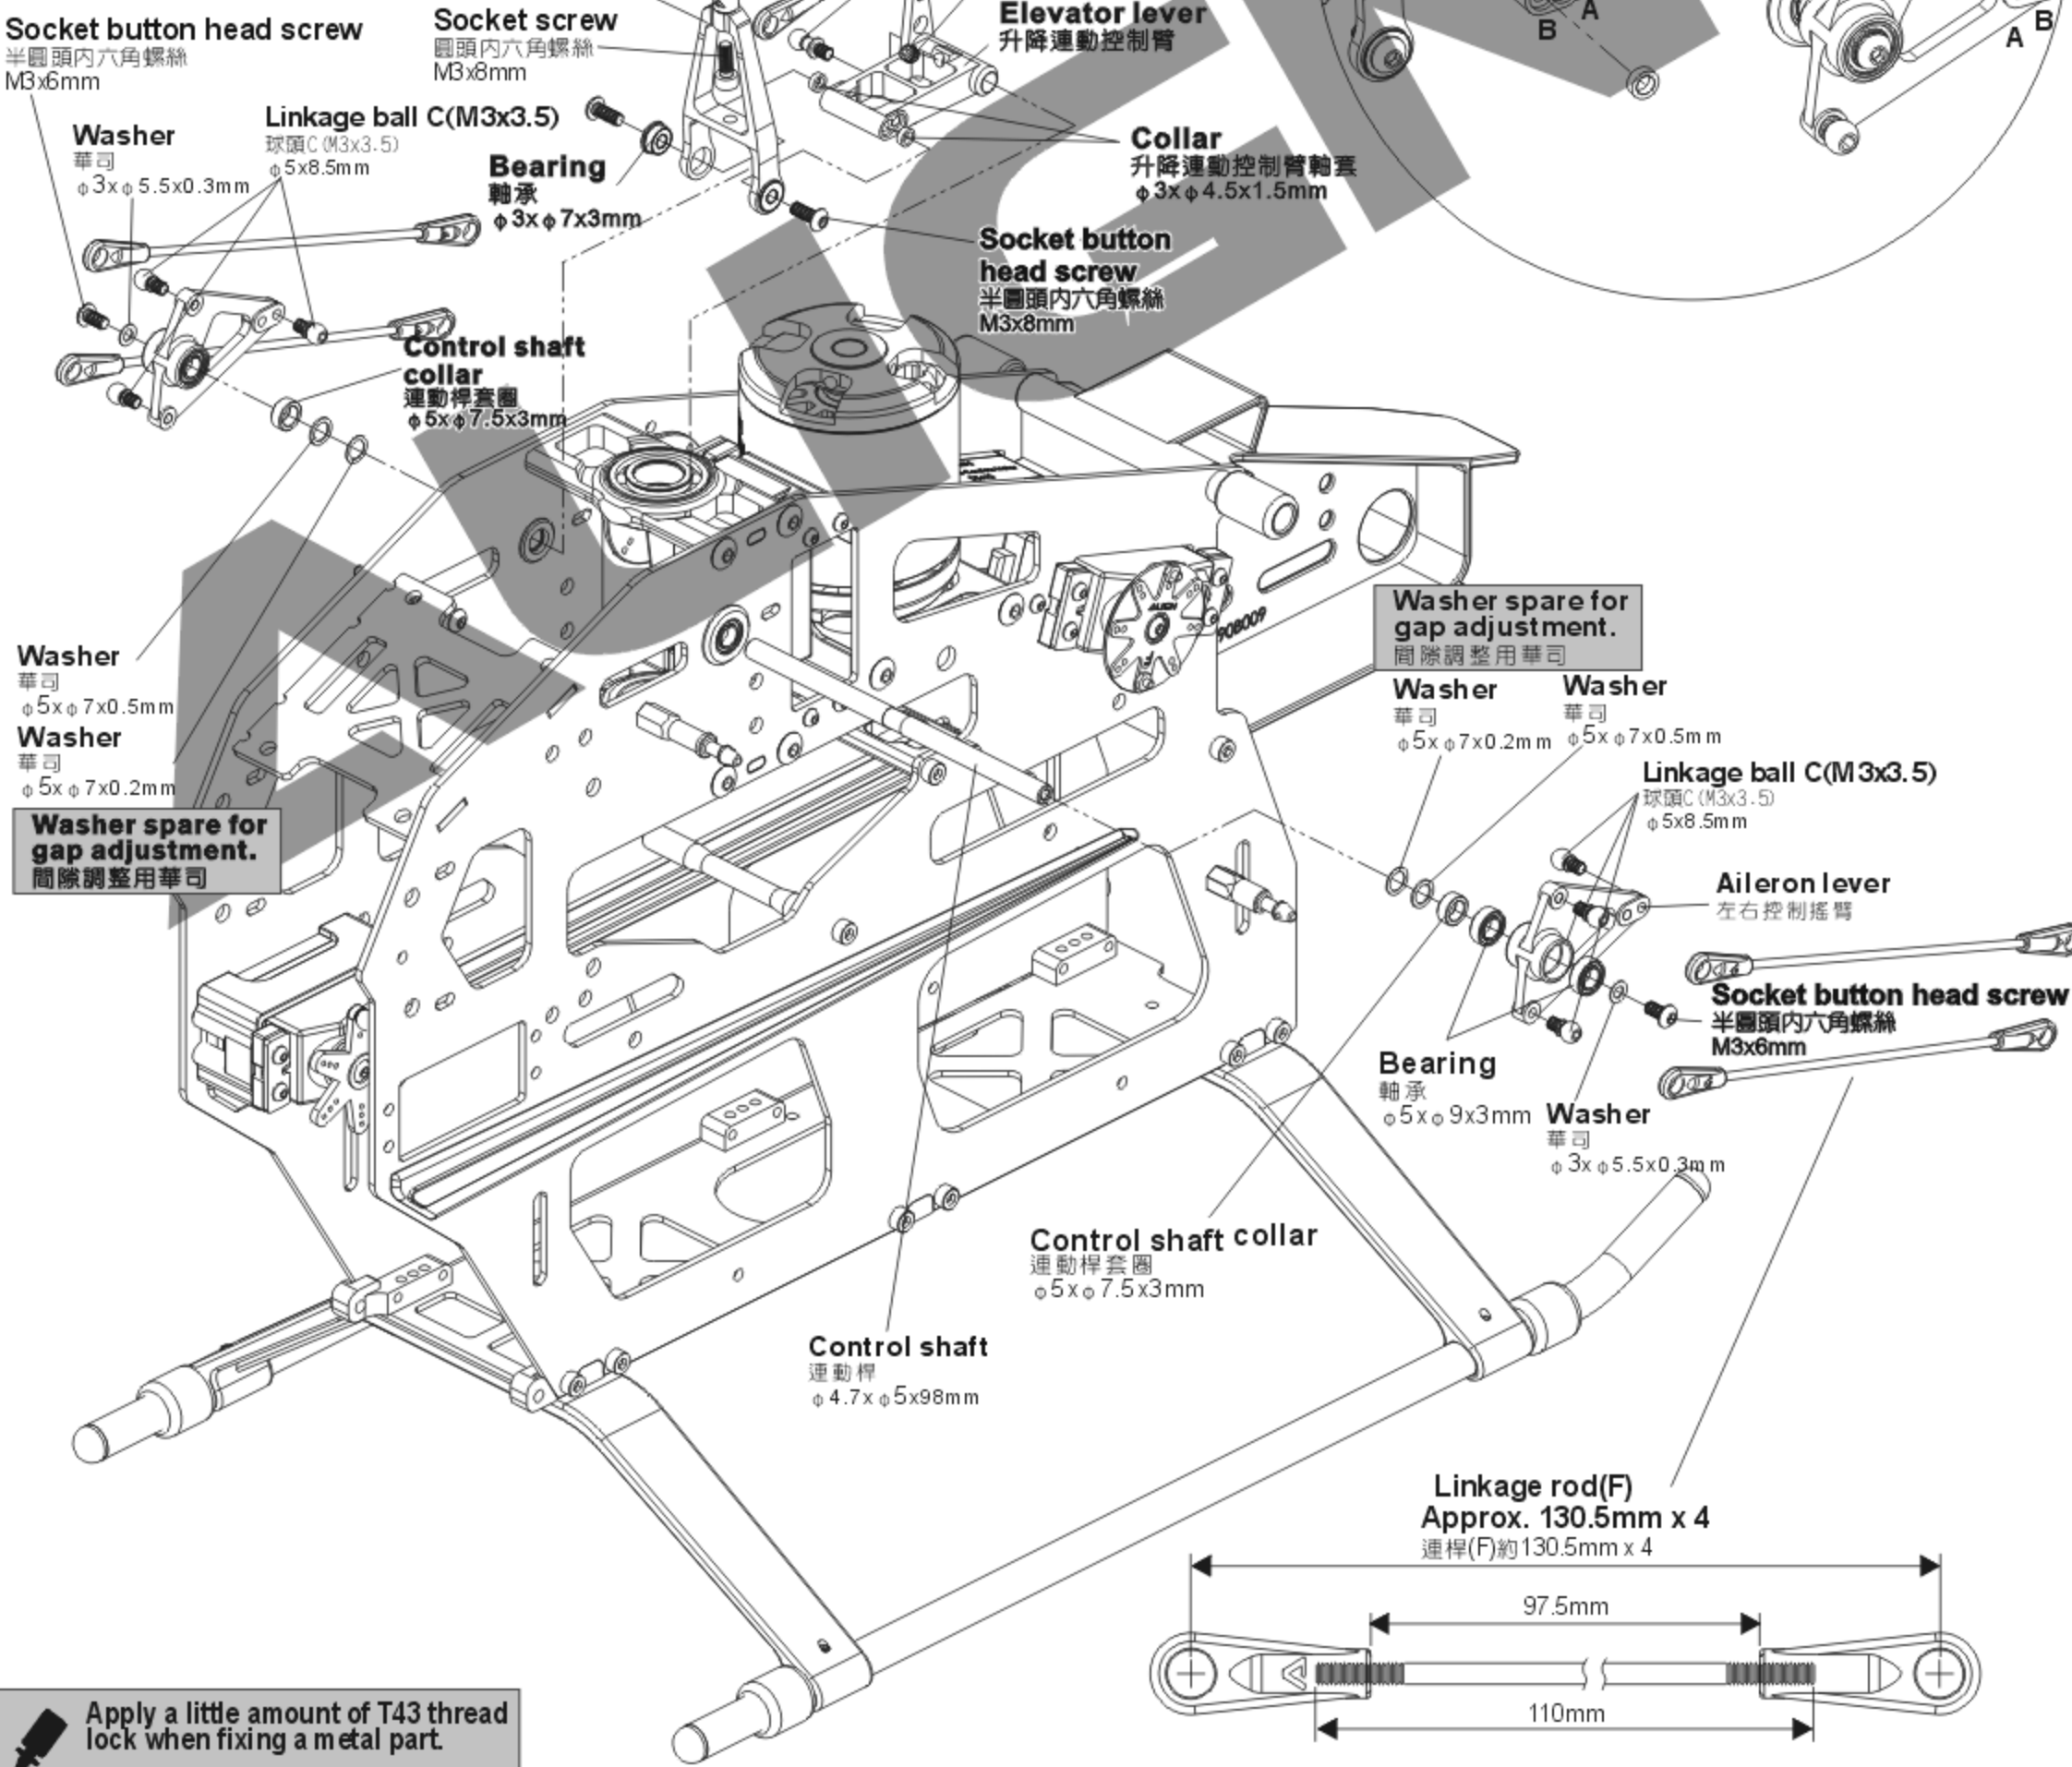 Socket button head screw
半圓頭内六角螺絲
M3x6mm
Socket screw
圓頭内六角螺絲
M3x8mm
Elevator lever
升降連動控制臂
B
A
A
B
Washer
華司
φ3xφ5.5x0.3mm
Linkage ball C(M3x3.5)
球頭C(M3x3.5)
φ5x8.5mm
Bearing
軸承
φ3xφ7x3mm
Collar
升降連動控制臂軸套
φ3xφ4.5x1.5mm
Socket button
head screw
半圓頭内六角螺絲
M3x8mm
Control shaft
collar
連動桿套圈
φ5xφ7.5x3mm
Washer
華司
φ5xφ7x0.5mm
Washer
華司
φ5xφ7x0.2mm
Washer spare for
gap adjustment.
間隙調整用華司
ALIGN
908009
Washer spare for
gap adjustment.
間隙調整用華司
Washer
華司
φ5xφ7x0.2mm
Washer
華司
φ5xφ7x0.5mm
Linkage ball C(M3x3.5)
球頭C(M3x3.5)
φ5x8.5mm
Aileron lever
左右控制搖臂
Socket button head screw
半圓頭内六角螺絲
M3x6mm
Bearing
軸承
φ5xφ9x3mm
Washer
華司
φ3xφ5.5x0.3mm
Control shaft collar
連動桿套圈
φ5xφ7.5x3mm
Control shaft
連動桿
φ4.7xφ5x98mm
Linkage rod(F)
Approx. 130.5mm x 4
連桿(F)約130.5mm x 4
97.5mm
A
110mm
Apply a little amount of T43 thread
lock when fixing a metal part.